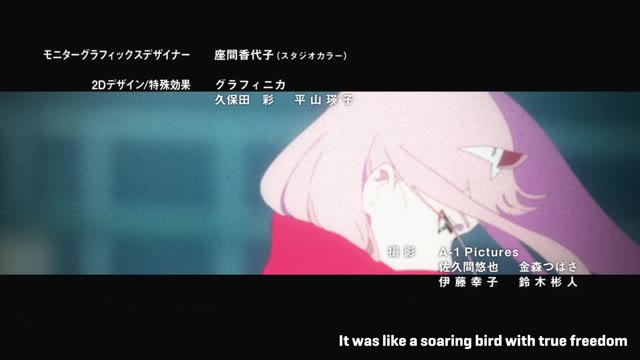 モニターグラフィックスデザイナー 座間香代子（スタジオカラー）
2Dデザイン/特殊効果 グラフィニカ
久保田 彩 平山瑛子
撮影 A-1 Pictures
佐久間悠也 金森つばさ
伊藤幸子 鈴木彬人
It was like a soaring bird with true freedom